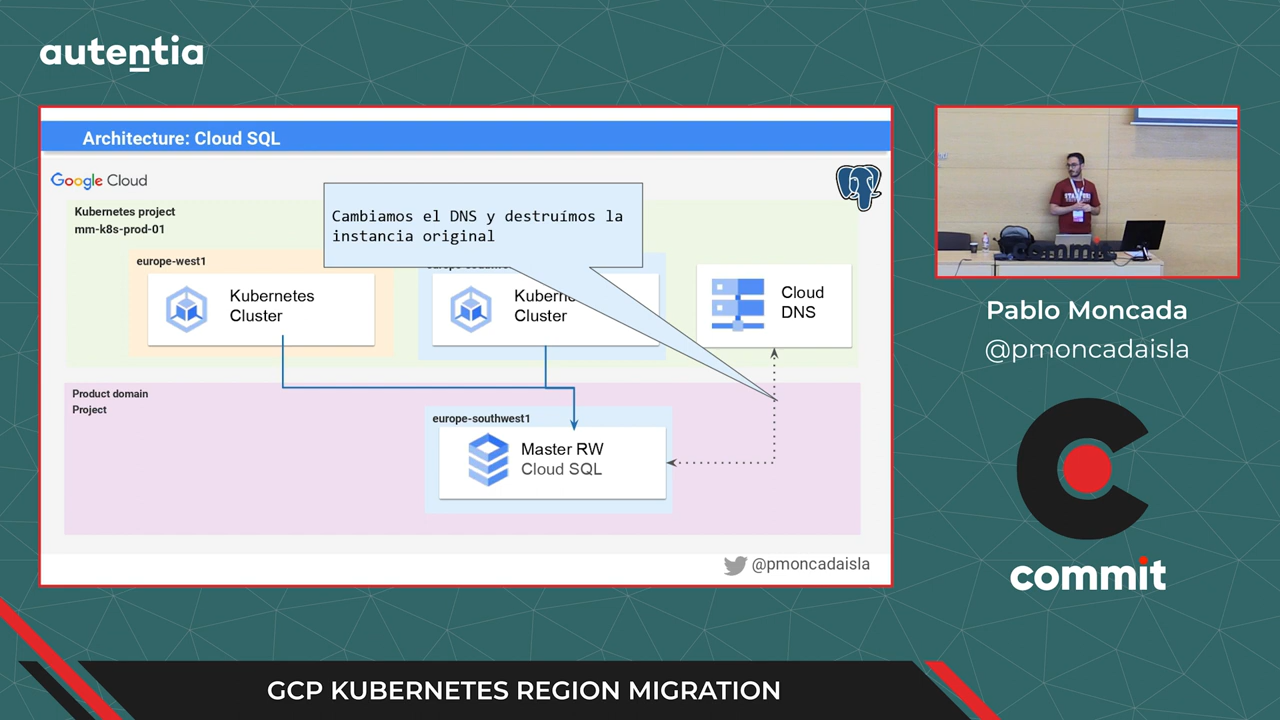 autentia
Architecture: Cloud SQL
Google Cloud
Kubernetes project
mm-k8s-prod-01
Cambiamos el DNS y destruímos la
instancia original
europe-west1
Kubernetes
Cluster
Cluster
Cloud
DNS
Product domain
Project
europe-southwest1
Master RW
Cloud SQL
@pmoncadaisla
commit
Pablo Moncada
@pmoncadaisla
commit
GCP KUBERNETES REGION MIGRATION